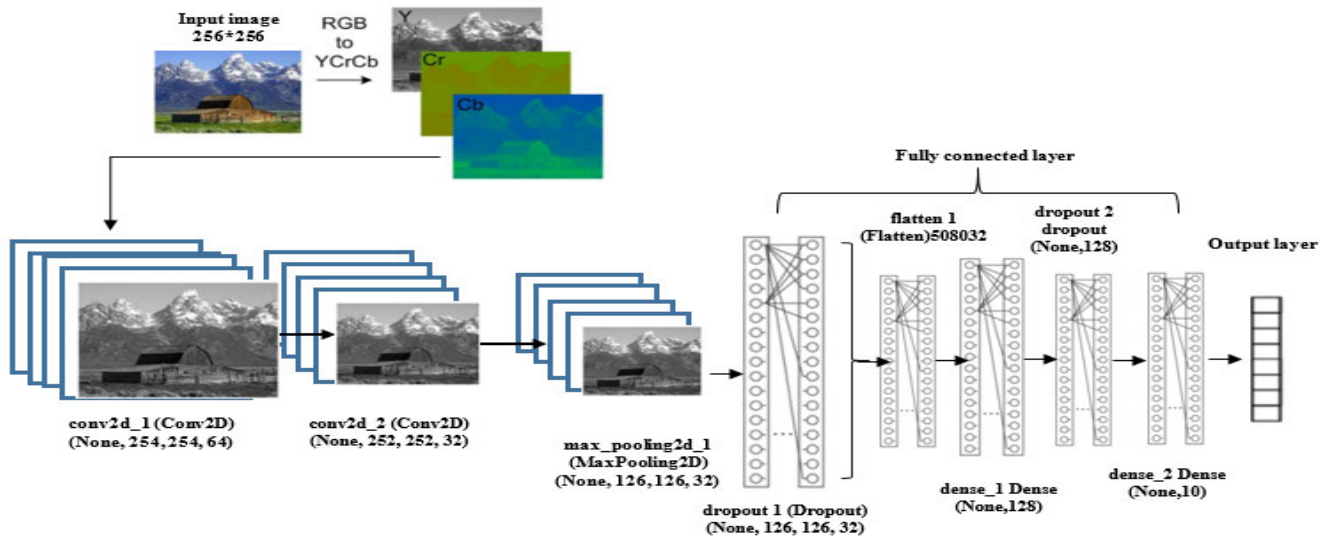 Input image
256*256
RGB
to
YCrCb
Y
Cr
Cb
Fully connected layer
flatten 1
(Flatten)508032
dropout 2
dropout
(None,128)
Output layer
conv2d_1 (Conv2D)
(None, 254,254, 64)
conv2d_2 (Conv2D)
(None, 252, 252, 32)
max_pooling2d_1
(MaxPooling2D)
(None, 126, 126, 32)
dropout 1 (Dropout)
(None, 126, 126, 32)
dense_1 Dense
(None,128)
dense_2 Dense
(None,10)